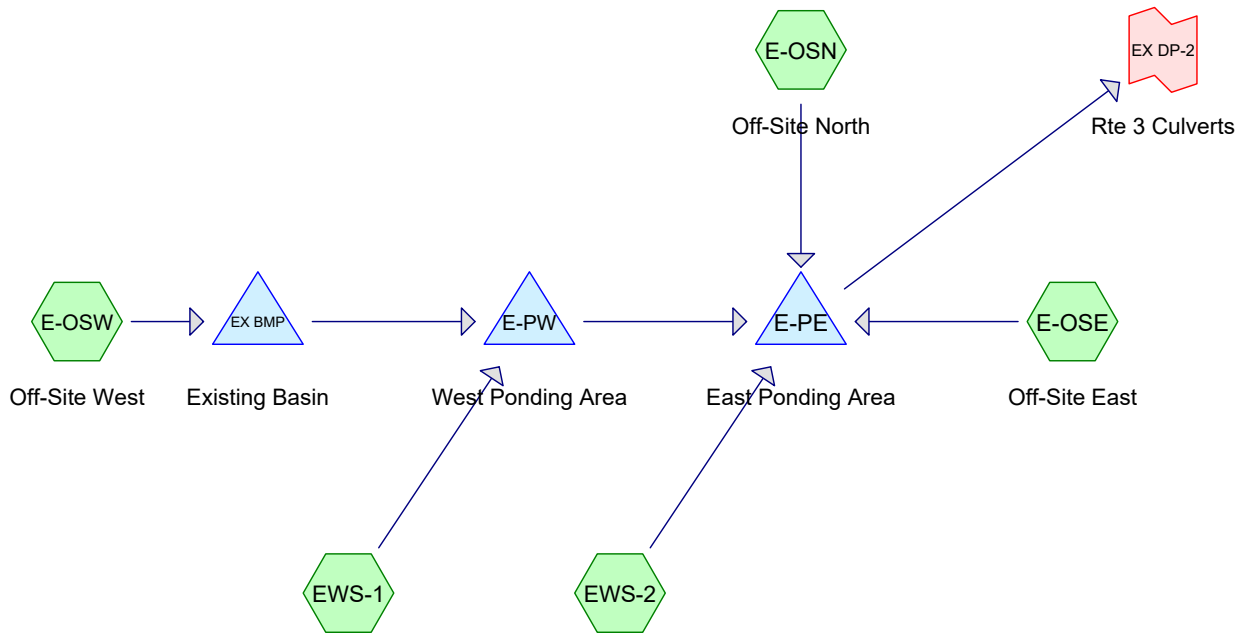 E-OSN
EX DP-2
Off-Site North
Rte 3 Culverts
E-OSW
EX BMP
E-PW
E-PE
E-OSE
Off-Site West
Existing Basin
West Ponding Area
East Ponding Area
Off-Site East
EWS-1
EWS-2